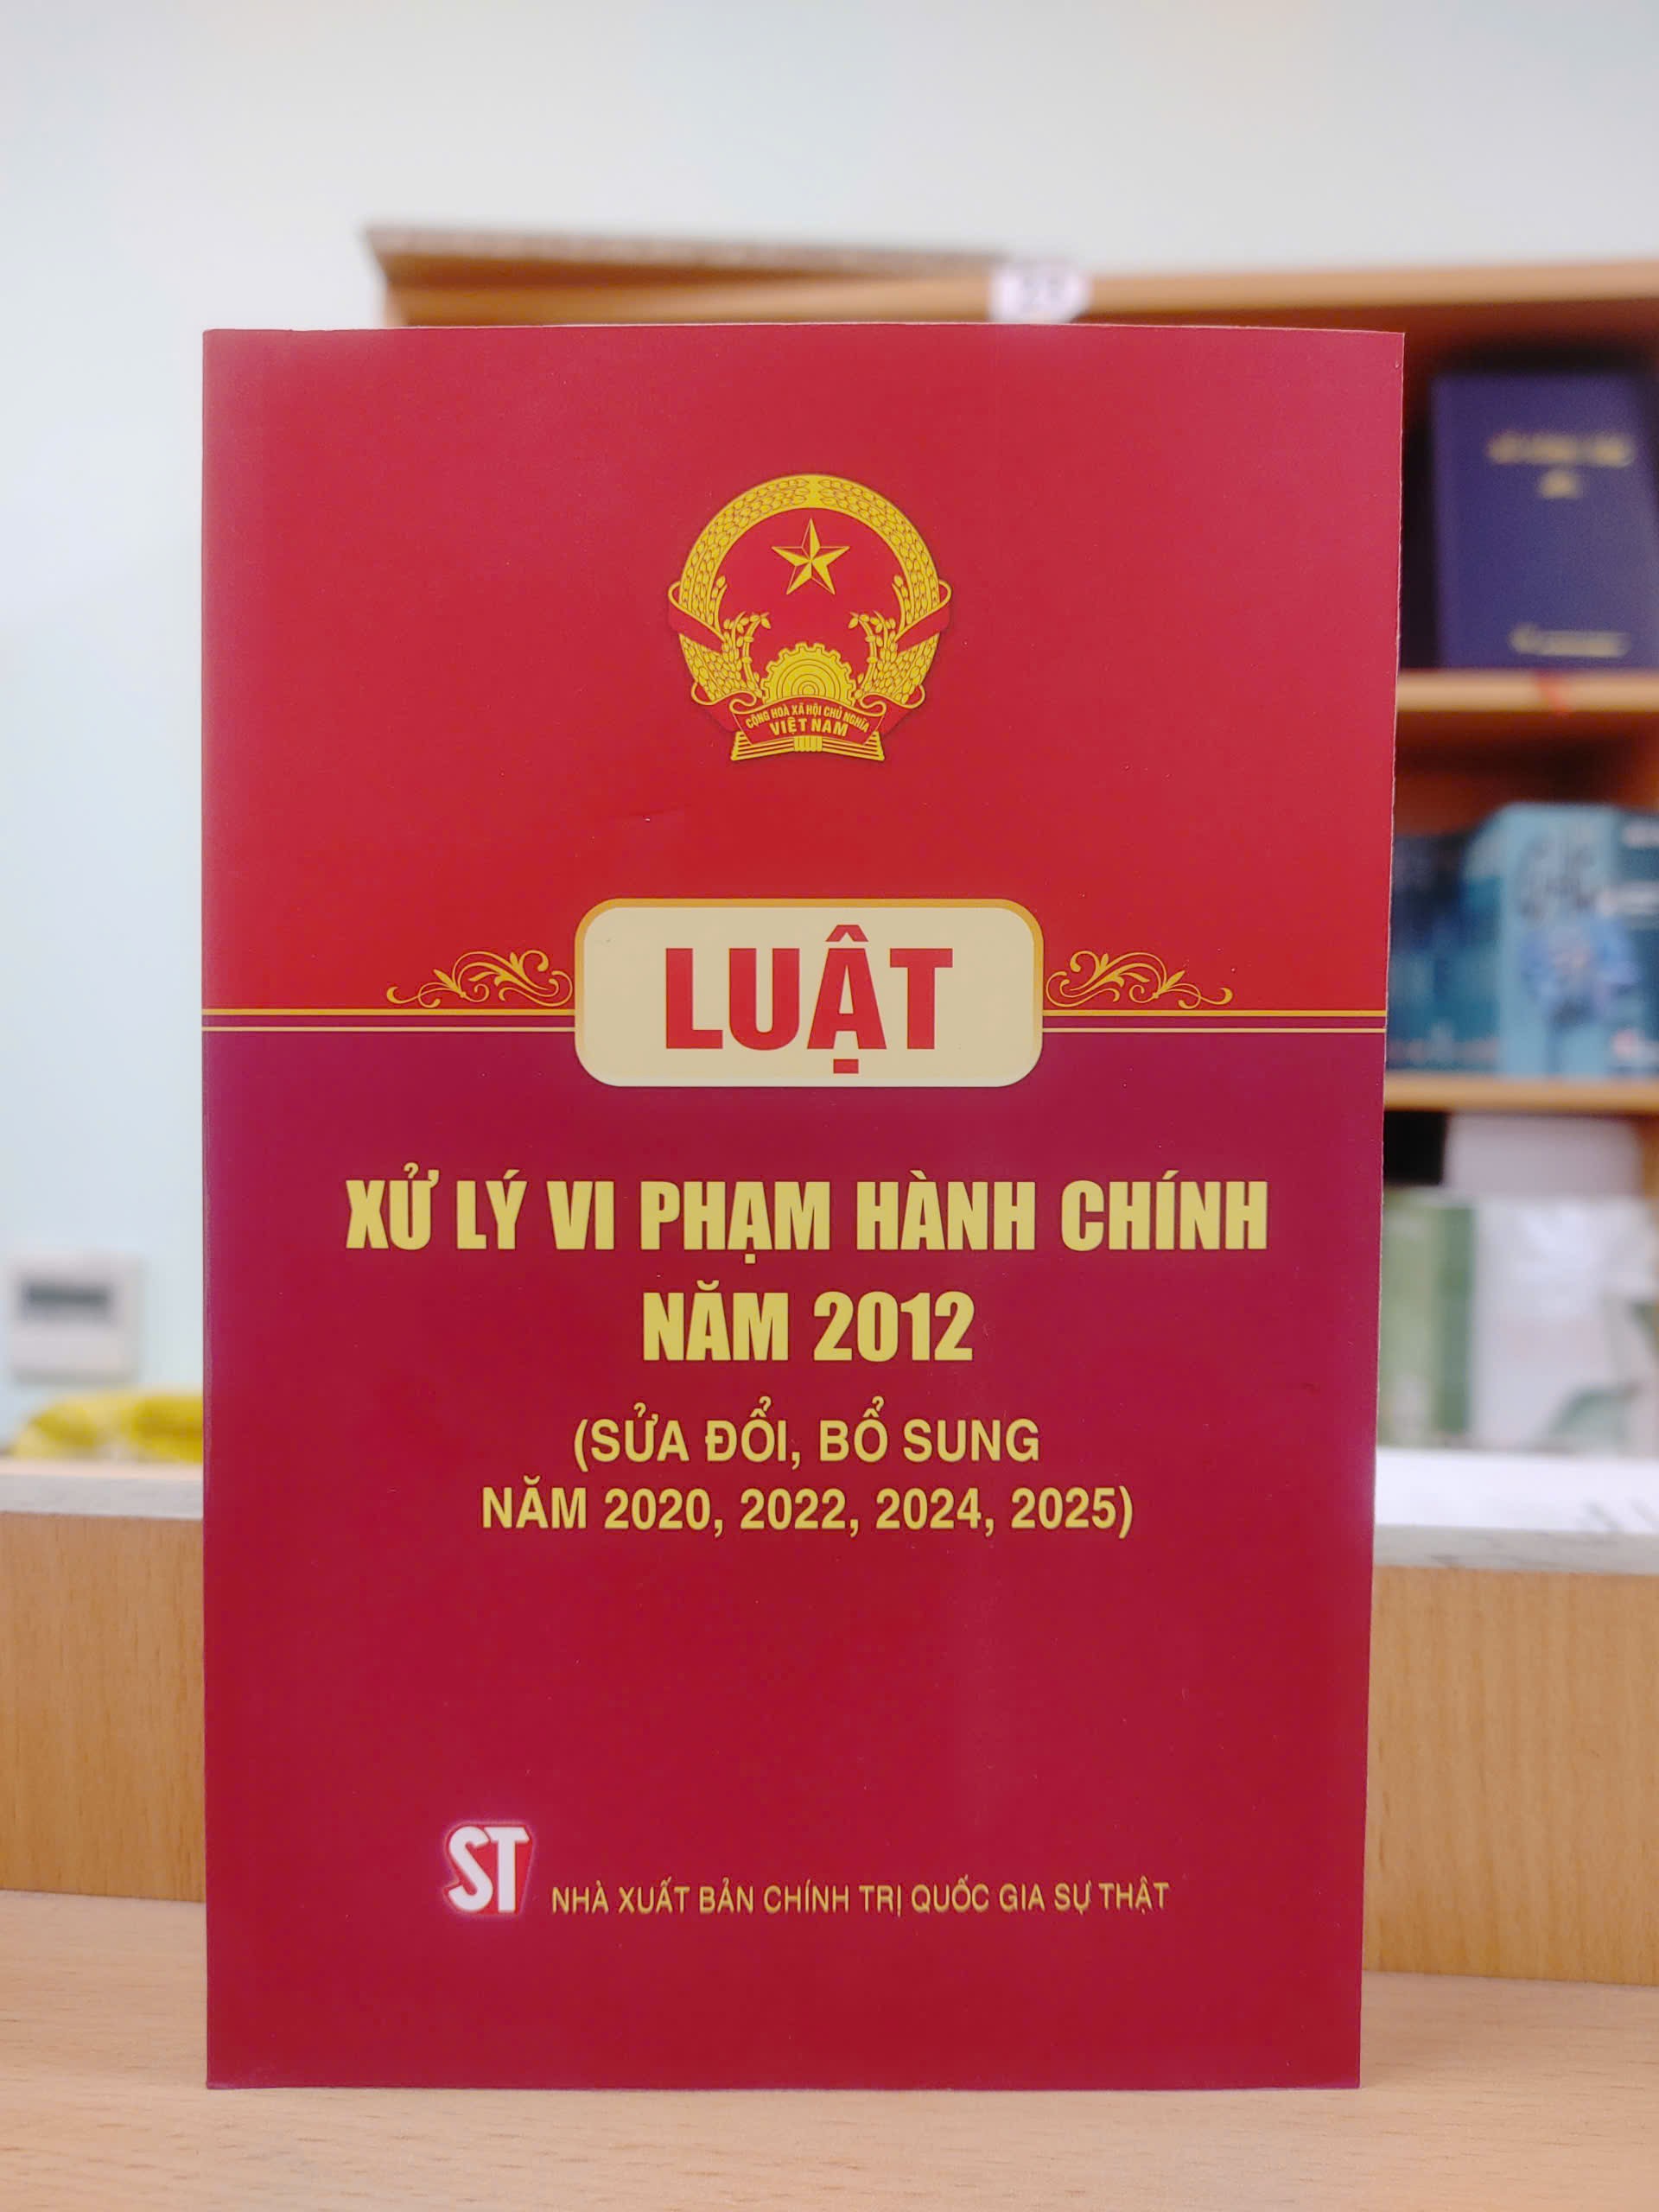 CỘNG HOÀ XÃ HỘI CHỦ NGHĨA
VIỆT NAM
LUẬT
XỬ LÝ VI PHẠM HÀNH CHÍNH
NĂM 2012
(SỬA ĐỔI, BỔ SUNG
NĂM 2020, 2022, 2024, 2025)
ST
NHÀ XUẤT BẢN CHÍNH TRỊ QUỐC GIA SỰ THẬT